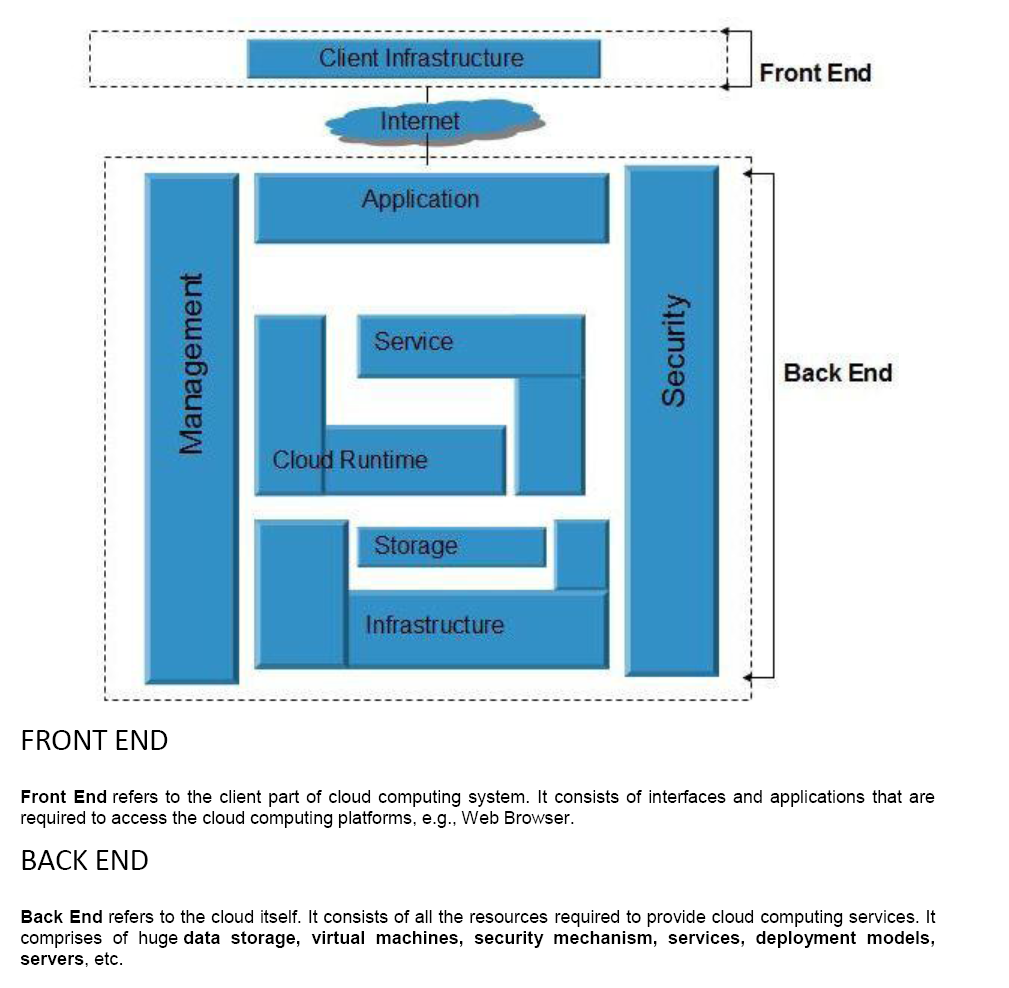 Client Infrastructure
Front End
Internet
Application
Management
Security
Service
Back End
Cloud Runtime
Storage
Infrastructure
FRONT END
Front End refers to the client part of cloud computing system. It consists of interfaces and applications that are
required to access the cloud computing platforms, e.g., Web Browser.
BACK END
Back End refers to the cloud itself. It consists of all the resources required to provide cloud computing services. It
comprises of huge data storage, virtual machines, security mechanism, services, deployment models,
servers, etc.